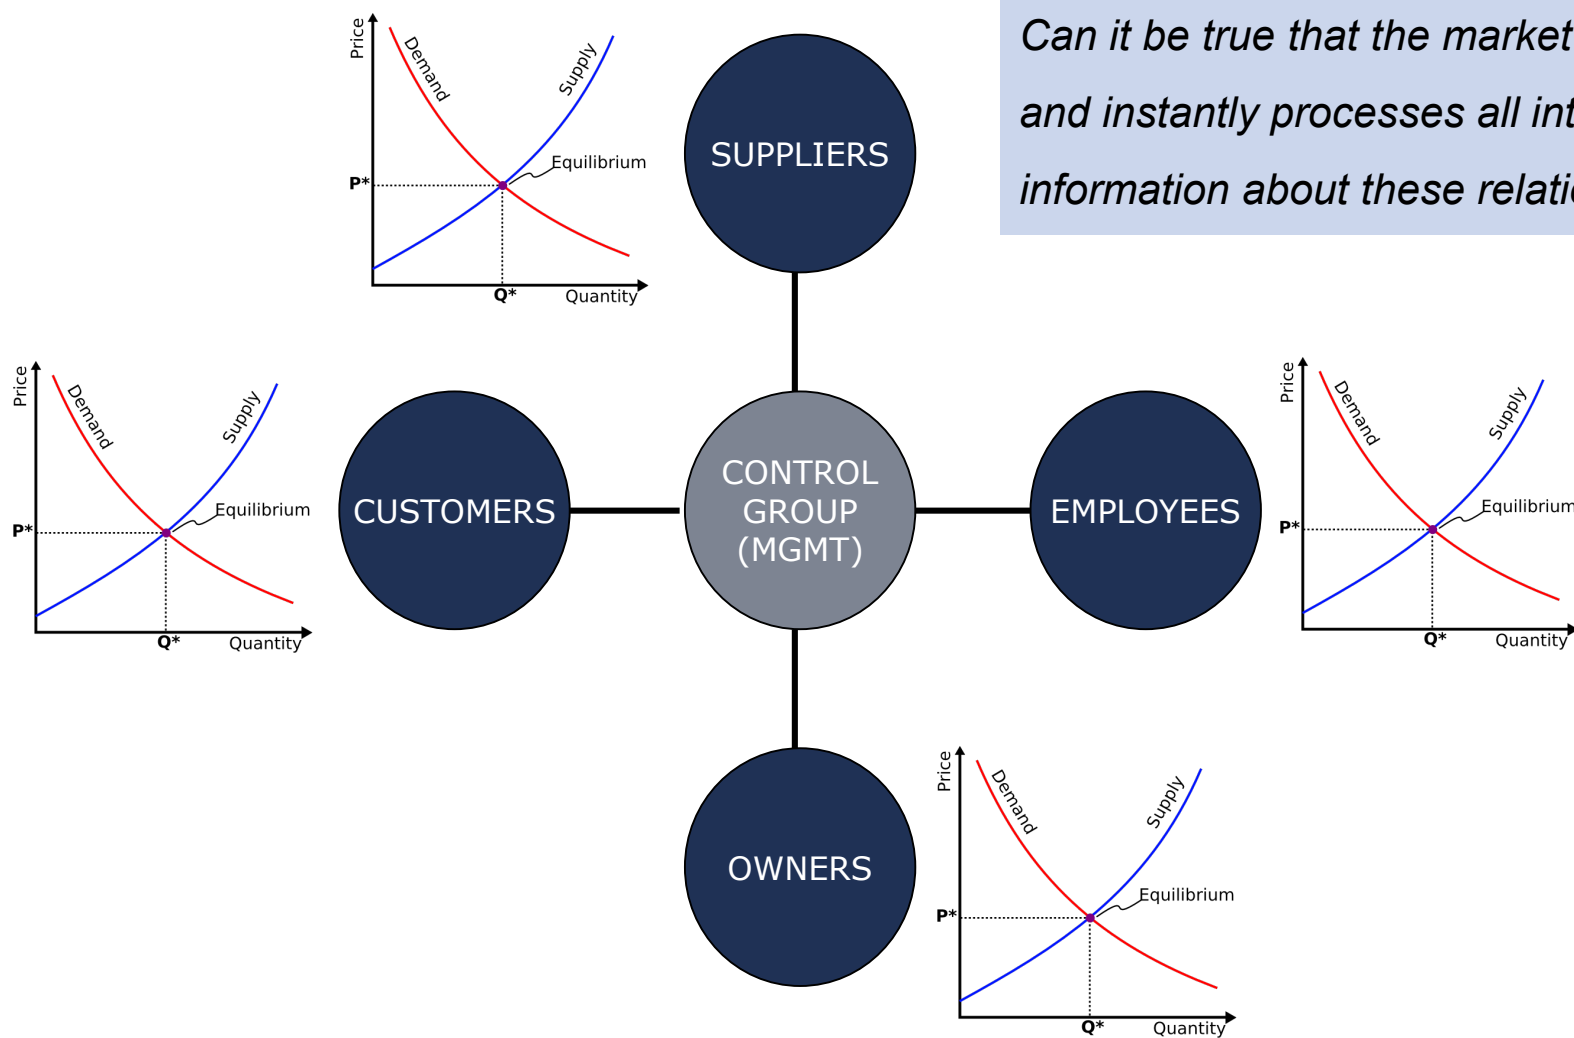 Can it be true that the market
and instantly processes all
information about these
Price
Demand
Supply
Equilibrium
P*
Q*
Quantity
SUPPLIERS
Price
Demand
Supply
Equilibrium
P*
Q*
Quantity
CUSTOMERS
CONTROL
GROUP
(MGMT)
EMPLOYEES
Price
Demand
Supply
Equilibrium
P*
Q*
Quantity
OWNERS
Price
Demand
Supply
Equilibrium
P*
Q*
Quantity